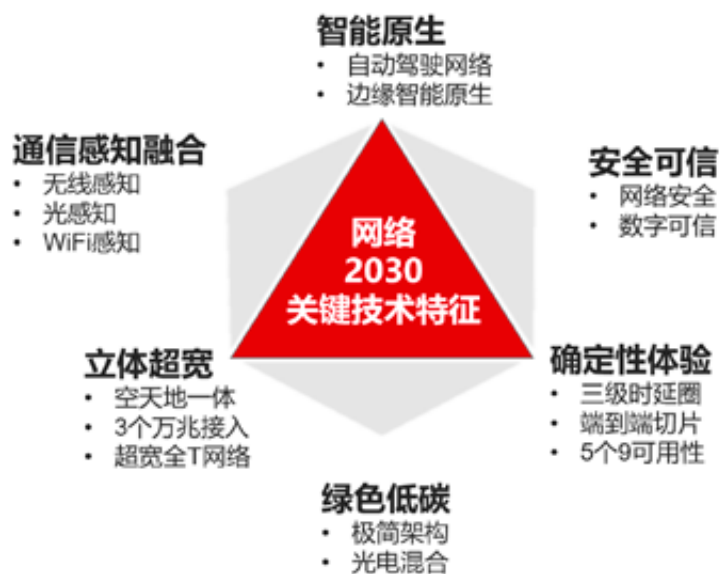 智能原生
• 自动驾驶网络
• 边缘智能原生
通信感知融合
• 无线感知
• 光感知
• WiFi感知
安全可信
• 网络安全
• 数字可信
网络
2030
关键技术特征
立体超宽
• 空天地一体
• 3个万兆接入
• 超宽全T网络
确定性体验
• 三级时延圈
• 端到端切片
• 5个9可用性
绿色低碳
• 极简架构
• 光电混合